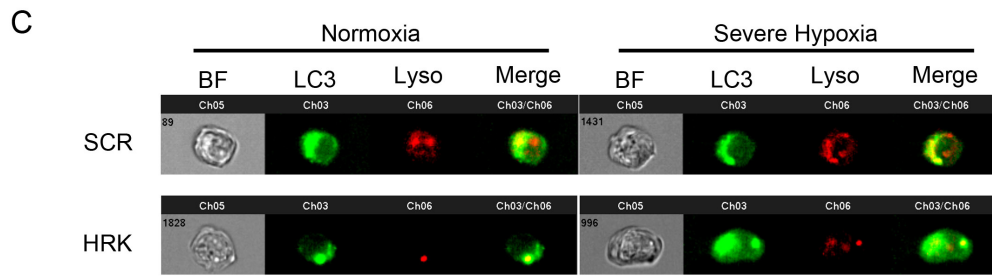 C
Normoxia Severe Hypoxia
BF LC3 Lyso Merge BF LC3 Lyso Merge
Ch05 Ch03 Ch06 Ch03/Ch06 Ch05 Ch03 Ch06 Ch03/Ch06
89 1431
SCR
Ch05 Ch03 Ch06 Ch03/Ch06 Ch05 Ch03 Ch06 Ch03/Ch06
1828 996
HRK